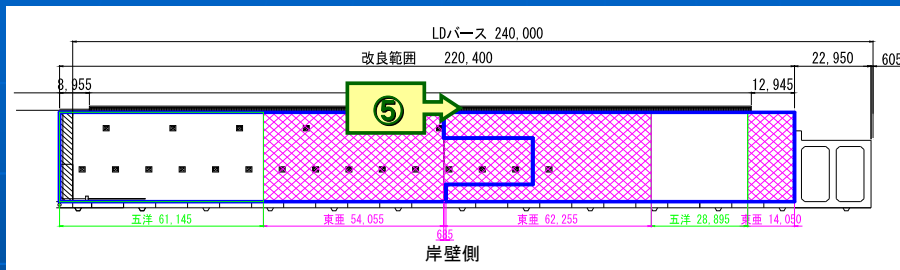 LDバース 240,000
改良範囲 220,400
22,950
605
8,955
12,945
⑤
五洋 61,145
東亜 54,055
685
東亜 62,255
五洋 28,895
東亜 14,050
岸壁側